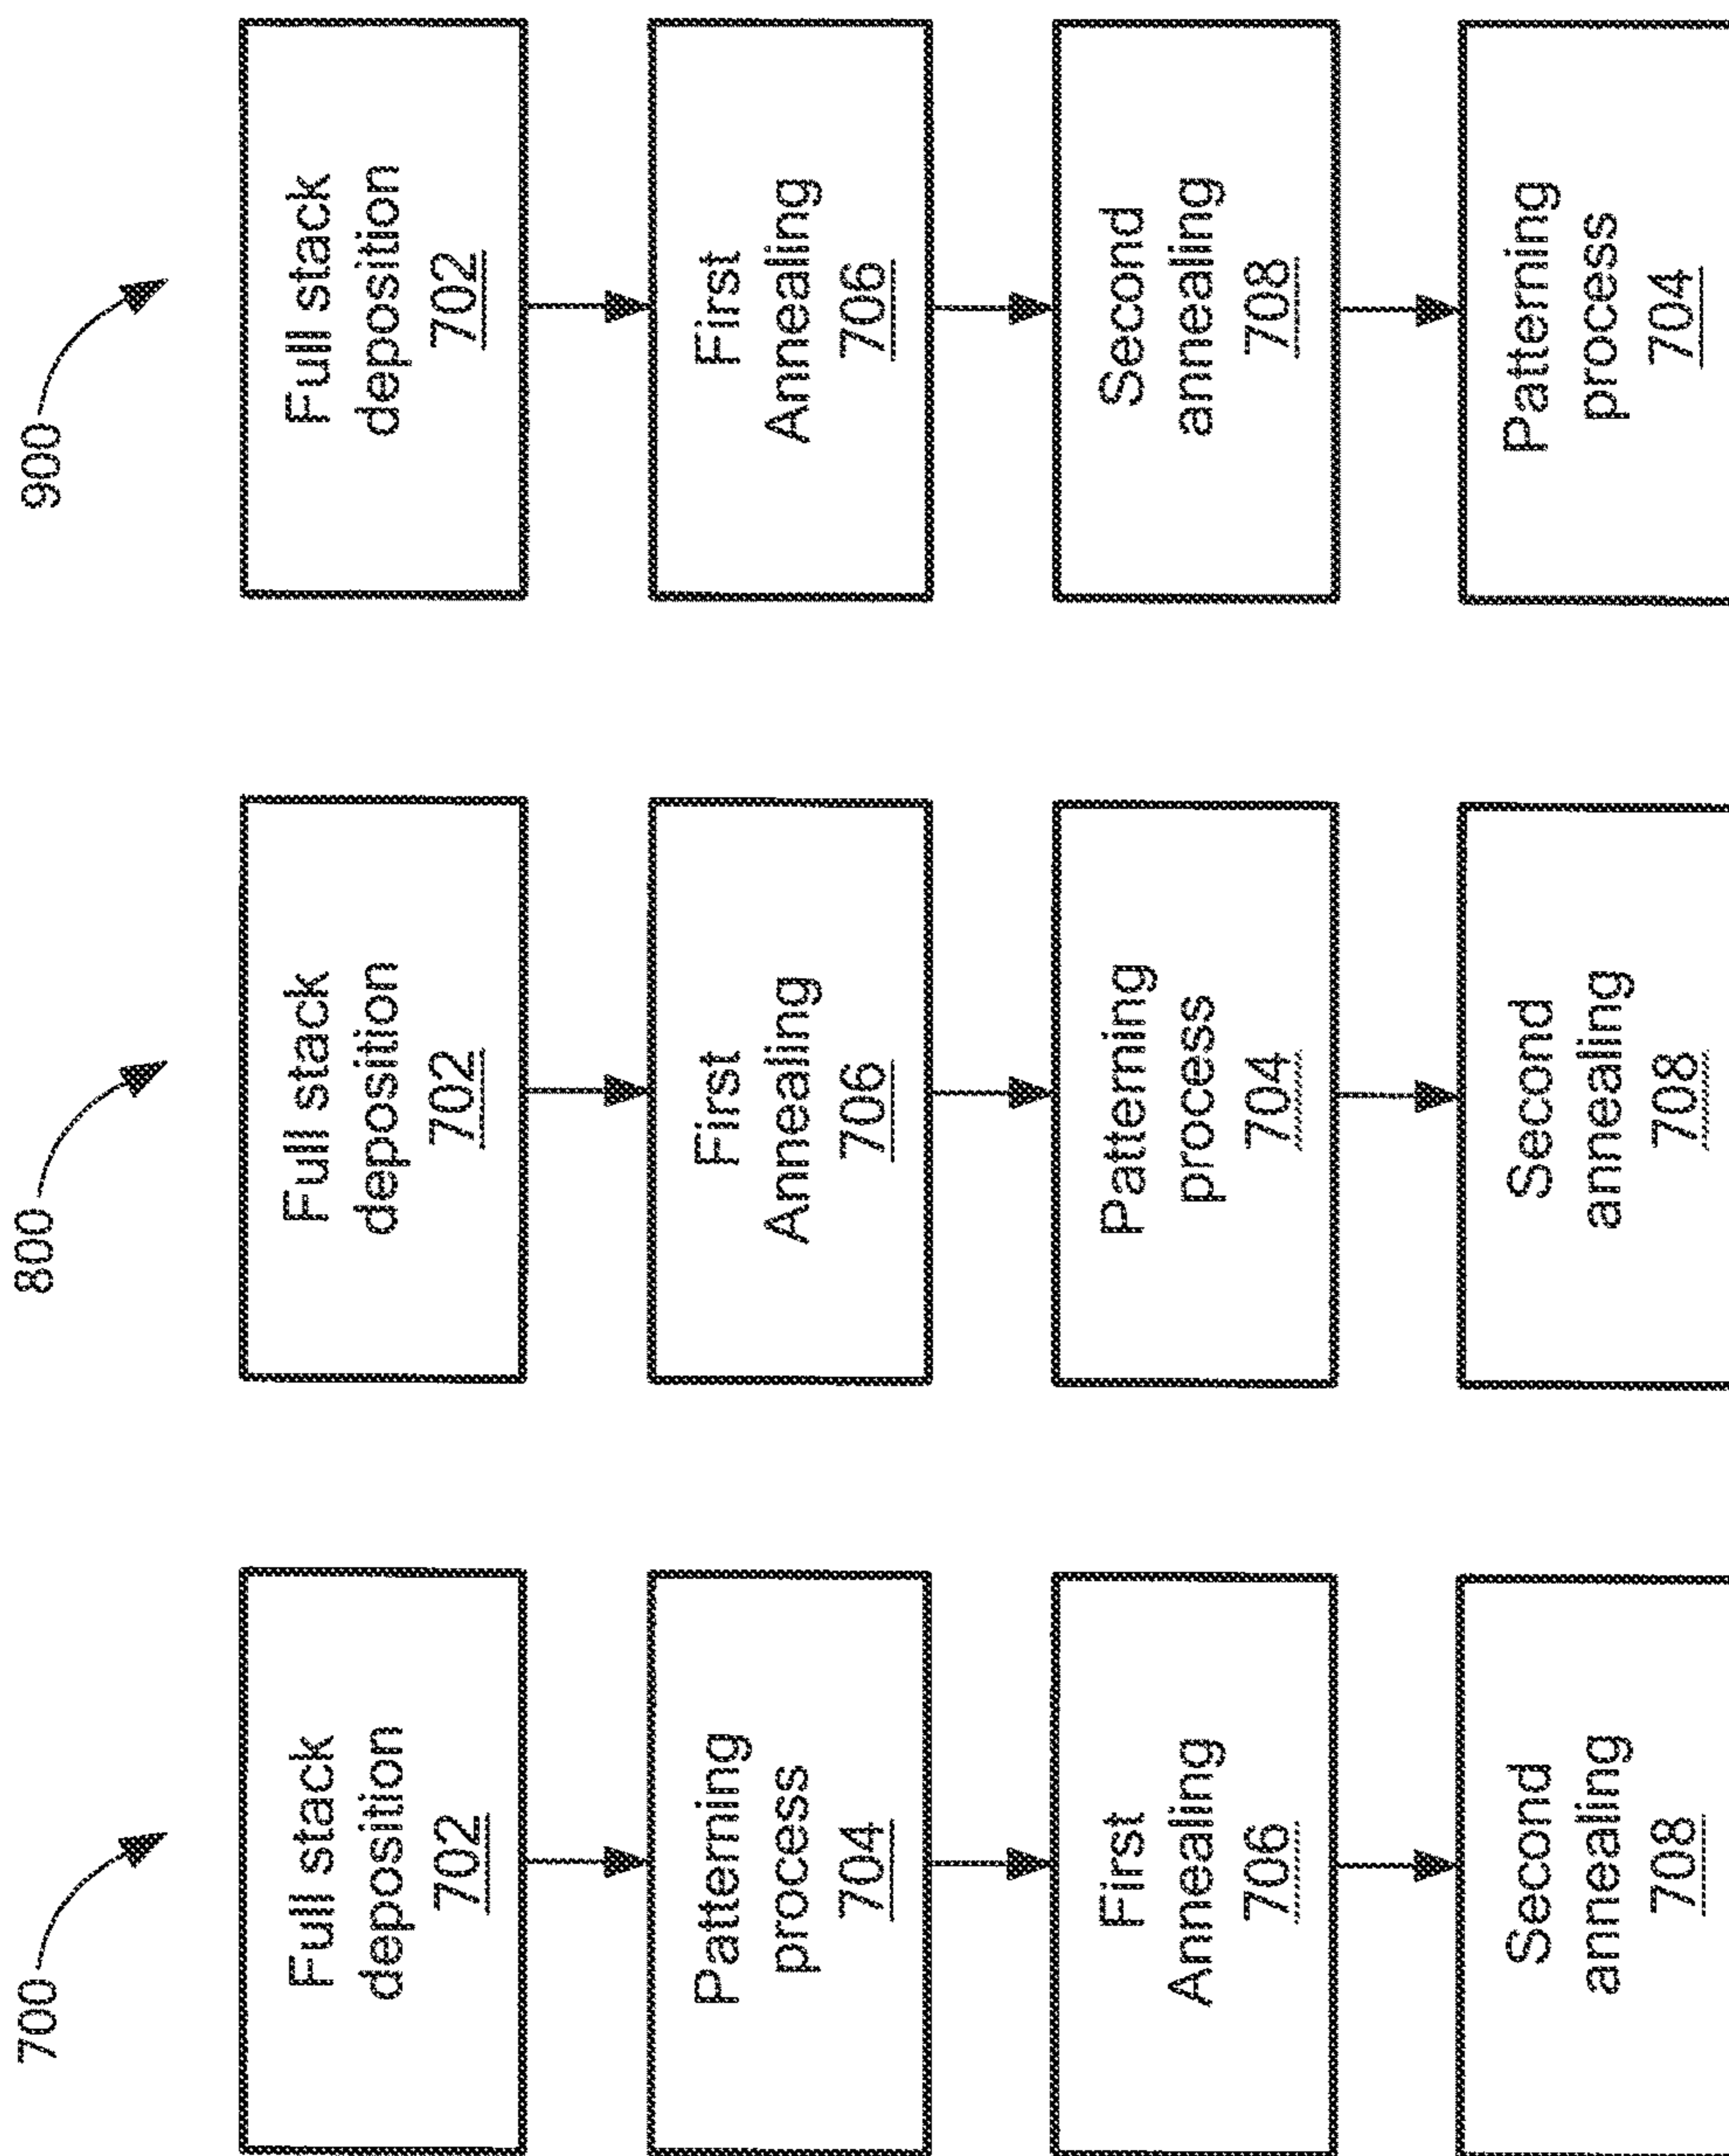 700
Full stack
deposition
702
Patterning
process
704
First
Annealing
706
Second
annealing
708
800
Full stack
deposition
702
First
Annealing
706
Patterning
process
704
Second
annealing
708
900
Full stack
deposition
702
First
Annealing
706
Second
annealing
708
Patterning
process
704